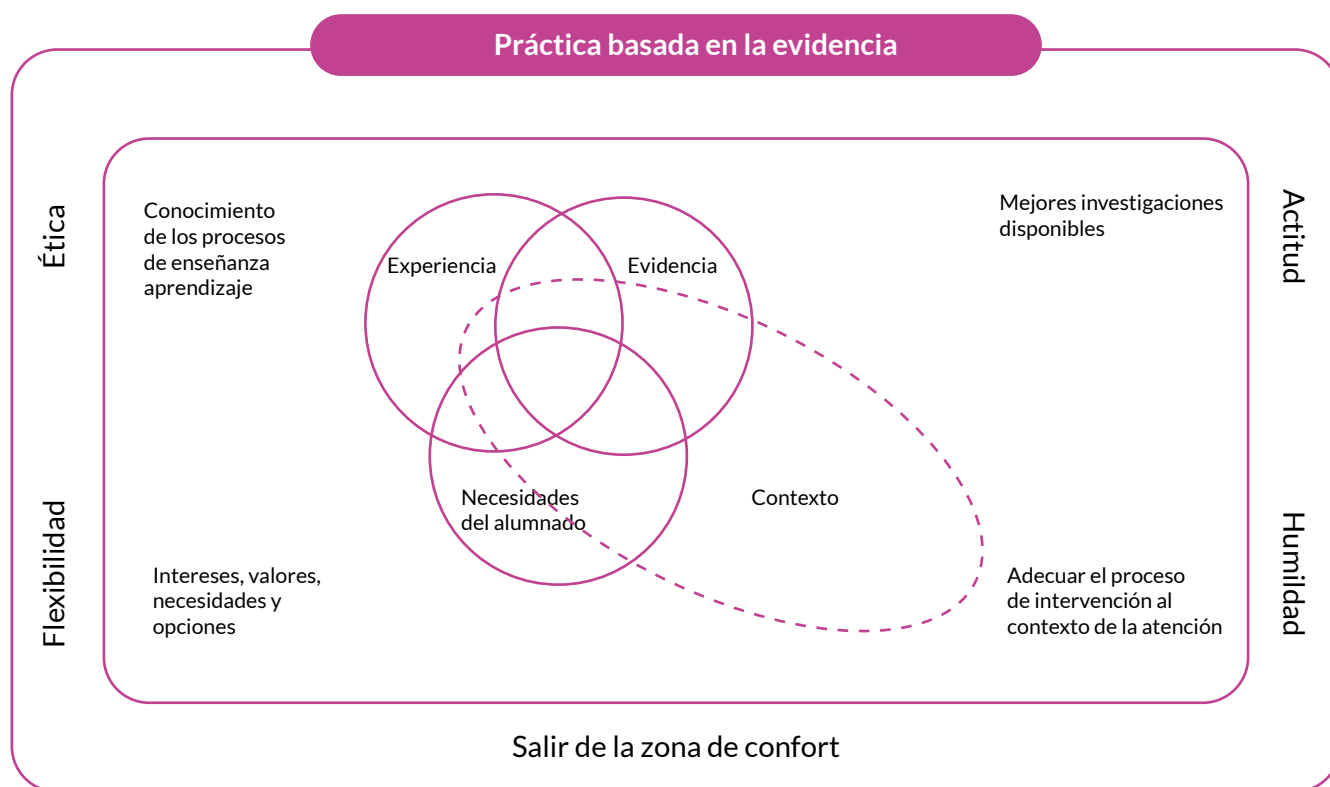 Práctica basada en la evidencia
Ética
Flexibilidad
Conocimiento
de los procesos
de enseñanza
aprendizaje
Experiencia
Evidencia
Mejores investigaciones
disponibles
Actitud
Humildad
Necesidades
del alumnado
Contexto
Intereses, valores,
necesidades y
opciones
Adecuar el proceso
de intervención al
contexto de la atención
Salir de la zona de confort